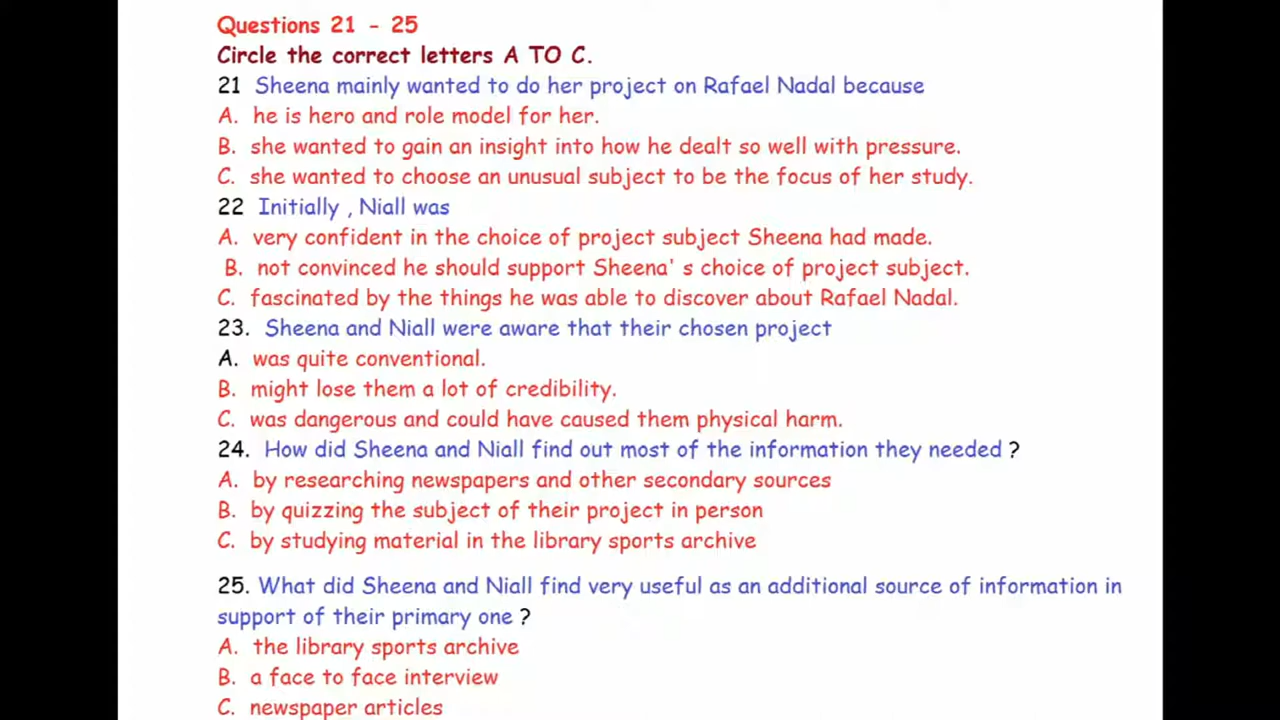 Questions 21 - 25
Circle the correct letters A TO C.
21 Sheena mainly wanted to do her project on Rafael Nadal because
A. he is hero and role model for her.
B. she wanted to gain an insight into how he dealt so well with pressure.
C. she wanted to choose an unusual subject to be the focus of her study.
22 Initially , Niall was
A. very confident in the choice of project subject Sheena had made.
B. not convinced he should support Sheena' s choice of project subject.
C. fascinated by the things he was able to discover about Rafael Nadal.
23. Sheena and Niall were aware that their chosen project
A. was quite conventional.
B. might lose them a lot of credibility.
C. was dangerous and could have caused them physical harm.
24. How did Sheena and Niall find out most of the information they needed ?
A. by researching newspapers and other secondary sources
B. by quizzing the subject of their project in person
C. by studying material in the library sports archive
25. What did Sheena and Niall find very useful as an additional source of information in
support of their primary one ?
A. the library sports archive
B. a face to face interview
C. newspaper articles